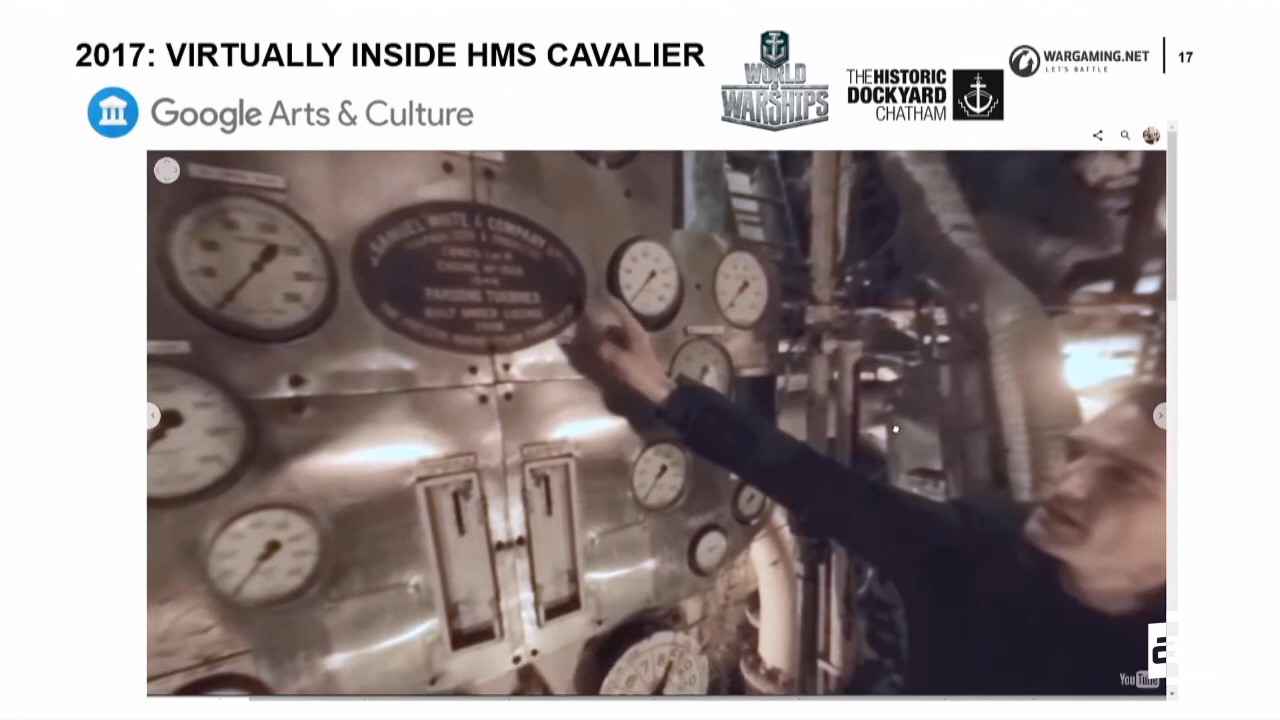 2017: VIRTUALLY INSIDE HMS CAVALIER
WORLD OF WARSHIPS
THE HISTORIC
DOCKYARD
CHATHAM
WARGAMING.NET
LET'S BATTLE
17
Google Arts & Culture
J. SAMUEL WHITE & COMPANY
PARSONS TURBINES
BUILT UNDER LICENSE
FROM
YouTube